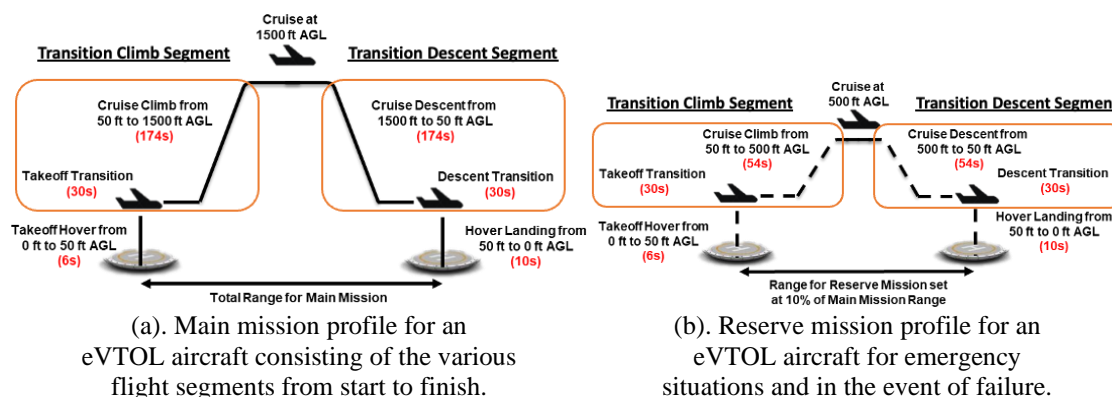 Cruise at
1500 ft AGL
Transition Climb Segment
Transition Descent Segment
Cruise Climb from
50 ft to 1500 ft AGL
(174s)
Cruise Descent from
1500 ft to 50 ft AGL
(174s)
Takeoff Transition
(30s)
Descent Transition
(30s)
Takeoff Hover from
0 ft to 50 ft AGL
(6s)
Hover Landing from
50 ft to 0 ft AGL
(10s)
Total Range for Main Mission
(a). Main mission profile for an
eVTOL aircraft consisting of the various
flight segments from start to finish.
Cruise at
500 ft AGL
Transition Climb Segment
Transition Descent Segment
Cruise Climb from
50 ft to 500 ft AGL
(54s)
Cruise Descent from
500 ft to 50 ft AGL
(54s)
Takeoff Transition
(30s)
Descent Transition
(30s)
Takeoff Hover from
0 ft to 50 ft AGL
(6s)
Hover Landing from
50 ft to 0 ft AGL
(10s)
Range for Reserve Mission set
at 10% of Main Mission Range
(b). Reserve mission profile for an
eVTOL aircraft for emergency
situations and in the event of failure.